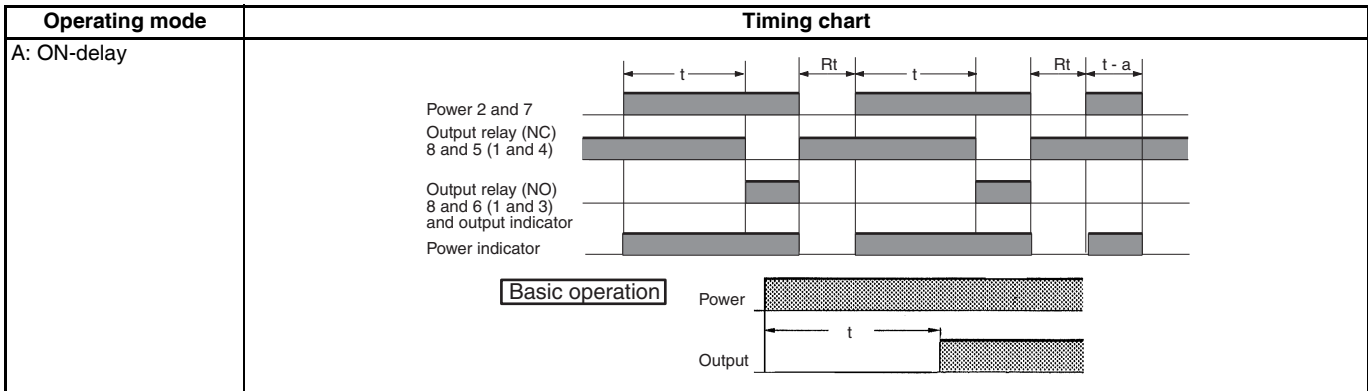 Operating mode
Timing chart
A: ON-delay
t
Rt
t
Rt
t - a
Power 2 and 7
Output relay (NC)
8 and 5 (1 and 4)
Output relay (NO)
8 and 6 (1 and 3)
and output indicator
Power indicator
Basic operation
Power
t
Output